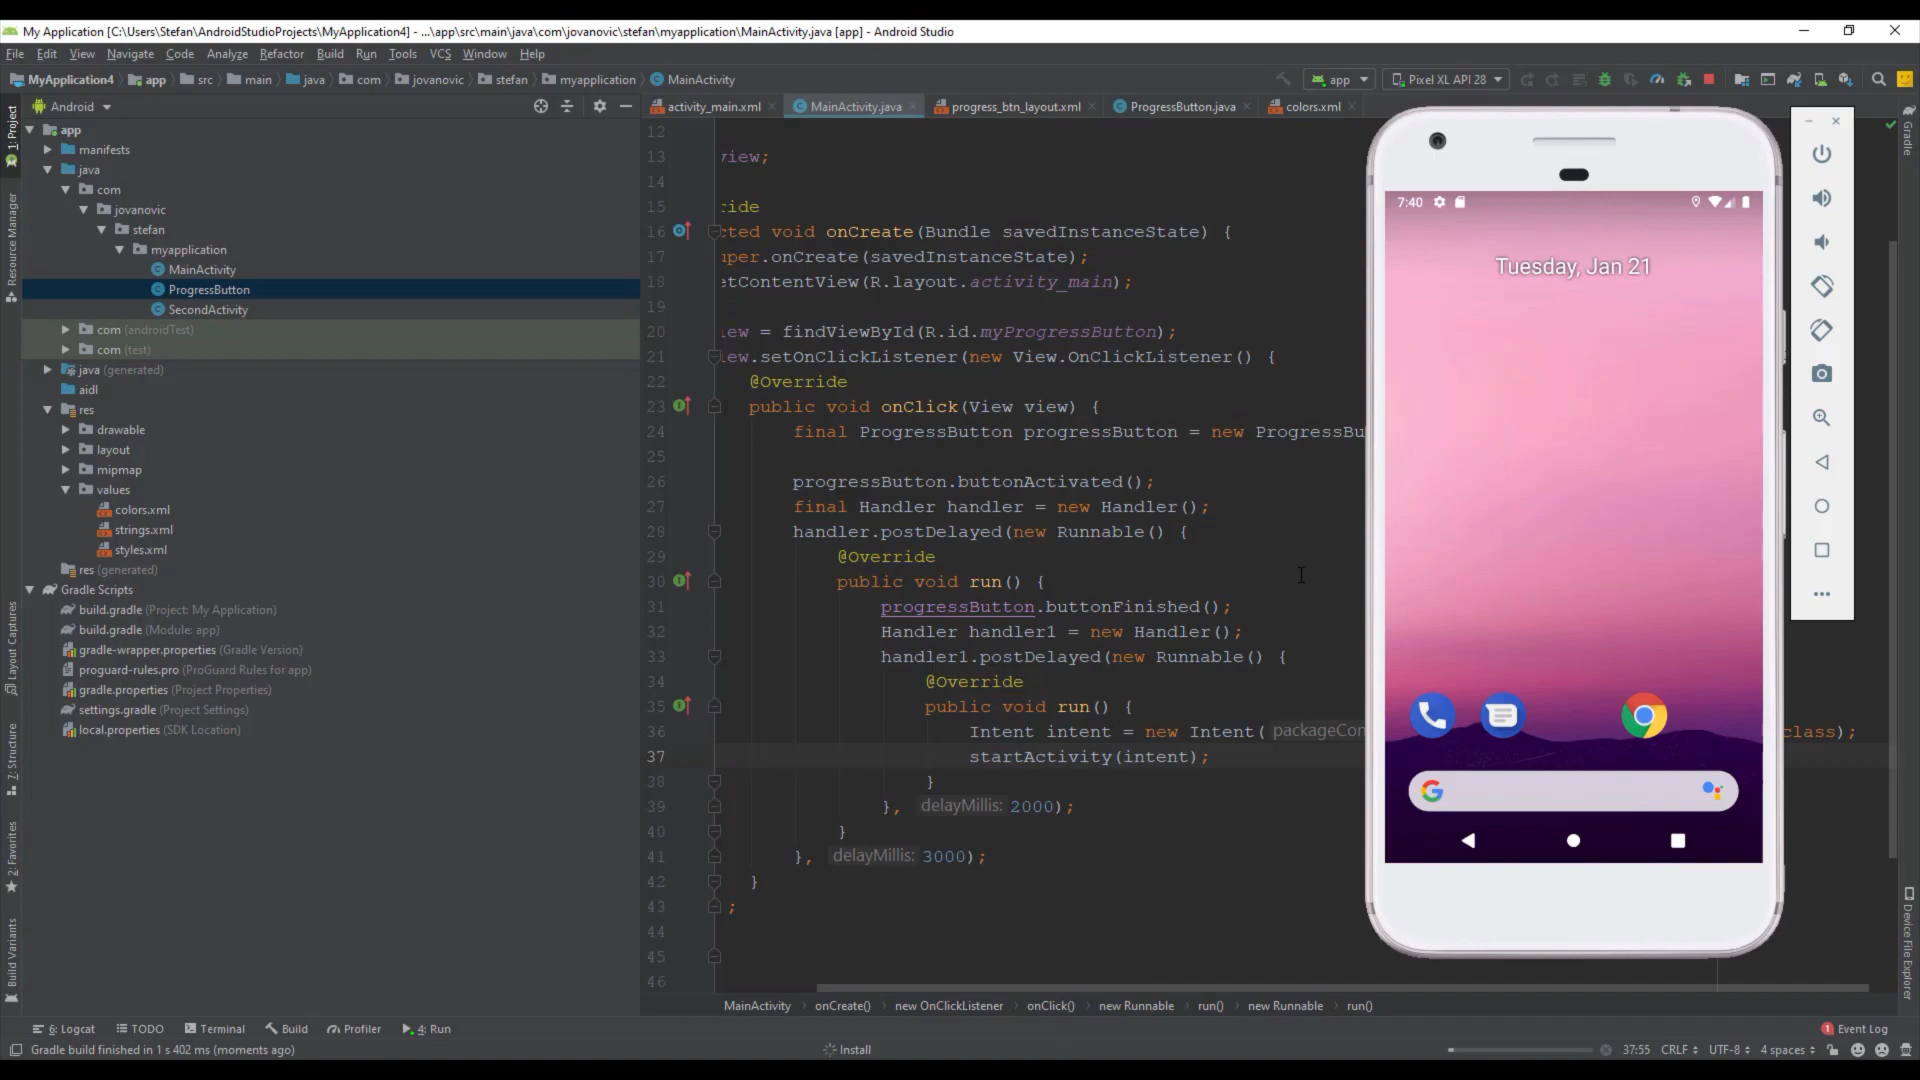 My Application [C:\Users\Stefan\AndroidStudioProjects\MyApplication4] - ...\app\src\main\java\com\jovanovic\stefan\myapplication\MainActivity.java [app] - Android Studio
File Edit View Navigate Code Analyze Refactor Build Run Tools VCS Window Help
MyApplication4 app src main java com jovanovic stefan myapplication MainActivity app Pixel XL API 28
Android
activity_main.xml MainActivity.java progress_btn_layout.xml ProgressButton.java colors.xml
1: Project
Resource Manager
Layout Captures
7: Structure
2: Favorites
Build Variants
app
manifests
java
com
jovanovic
stefan
myapplication
MainActivity
ProgressButton
SecondActivity
com (androidTest)
com (test)
java (generated)
aidl
res
drawable
layout
mipmap
values
colors.xml
strings.xml
styles.xml
res (generated)
Gradle Scripts
build.gradle (Project: My Application)
build.gradle (Module: app)
gradle-wrapper.properties (Gradle Version)
proguard-rules.pro (ProGuard Rules for app)
gradle.properties (Project Properties)
settings.gradle (Project Settings)
local.properties (SDK Location)
12
13 view;
14
15 ride
16 cted void onCreate(Bundle savedInstanceState) {
17 uper.onCreate(savedInstanceState);
18 etContentView(R.layout.activity_main);
19
20 iew = findViewById(R.id.myProgressButton);
21 iew.setOnClickListener(new View.OnClickListener() {
22 @Override
23 public void onClick(View view) {
24 final ProgressButton progressButton = new ProgressBu
25
26 progressButton.buttonActivated();
27 final Handler handler = new Handler();
28 handler.postDelayed(new Runnable() {
29 @Override
30 public void run() {
31 progressButton.buttonFinished();
32 Handler handler1 = new Handler();
33 handler1.postDelayed(new Runnable() {
34 @Override
35 public void run() {
36 Intent intent = new Intent( packageCon class);
37 startActivity(intent);
38 }
39 }, delayMillis: 2000);
40 }
41 }, delayMillis: 3000);
42 }
43 ;
44
45
46
7:40
Tuesday, Jan 21
G
Gradle
Device File Explorer
MainActivity onCreate() new OnClickListener onClick() new Runnable run() new Runnable run()
6: Logcat TODO Terminal Build Profiler 4: Run 1 Event Log
Gradle build finished in 1 s 402 ms (moments ago) Install 37:55 CRLF UTF-8 4 spaces